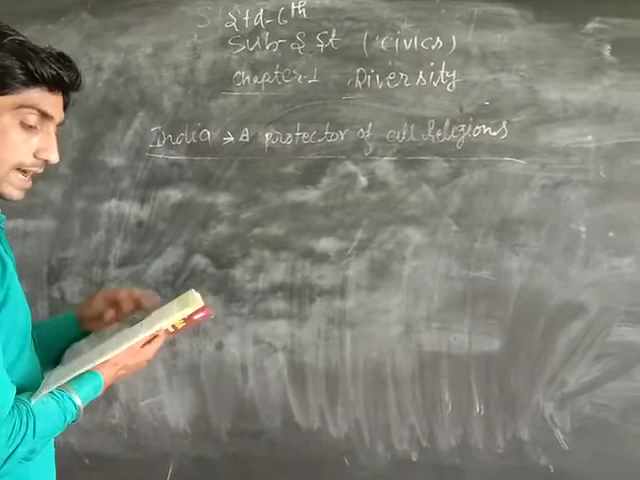 Std-6th
Sub- S St (Civics)
Chapter-1 Diversity
India → A protector of all Religions